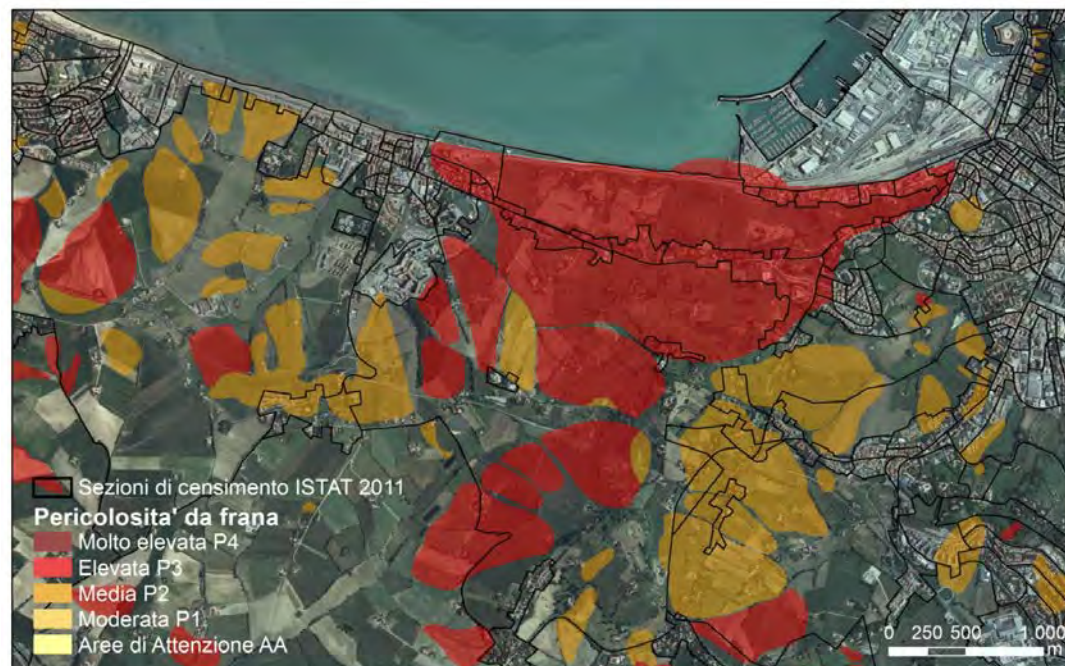 Sezioni di censimento ISTAT 2011
Pericolosita' da frana
Molto elevata P4
Elevata P3
Media P2
Moderata P1
Aree di Attenzione AA
0 250 500 1.000
m